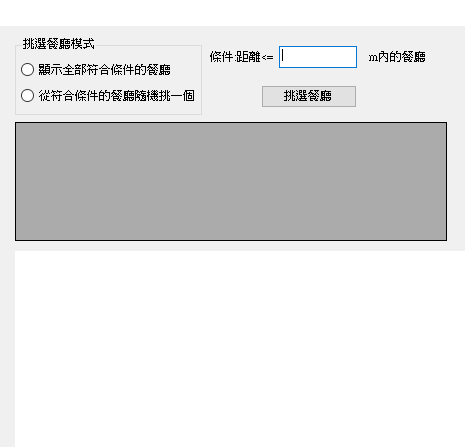 挑選餐廳模式
顯示全部符合條件的餐廳
從符合條件的餐廳隨機挑一個
條件:距離<= m內的餐廳
挑選餐廳